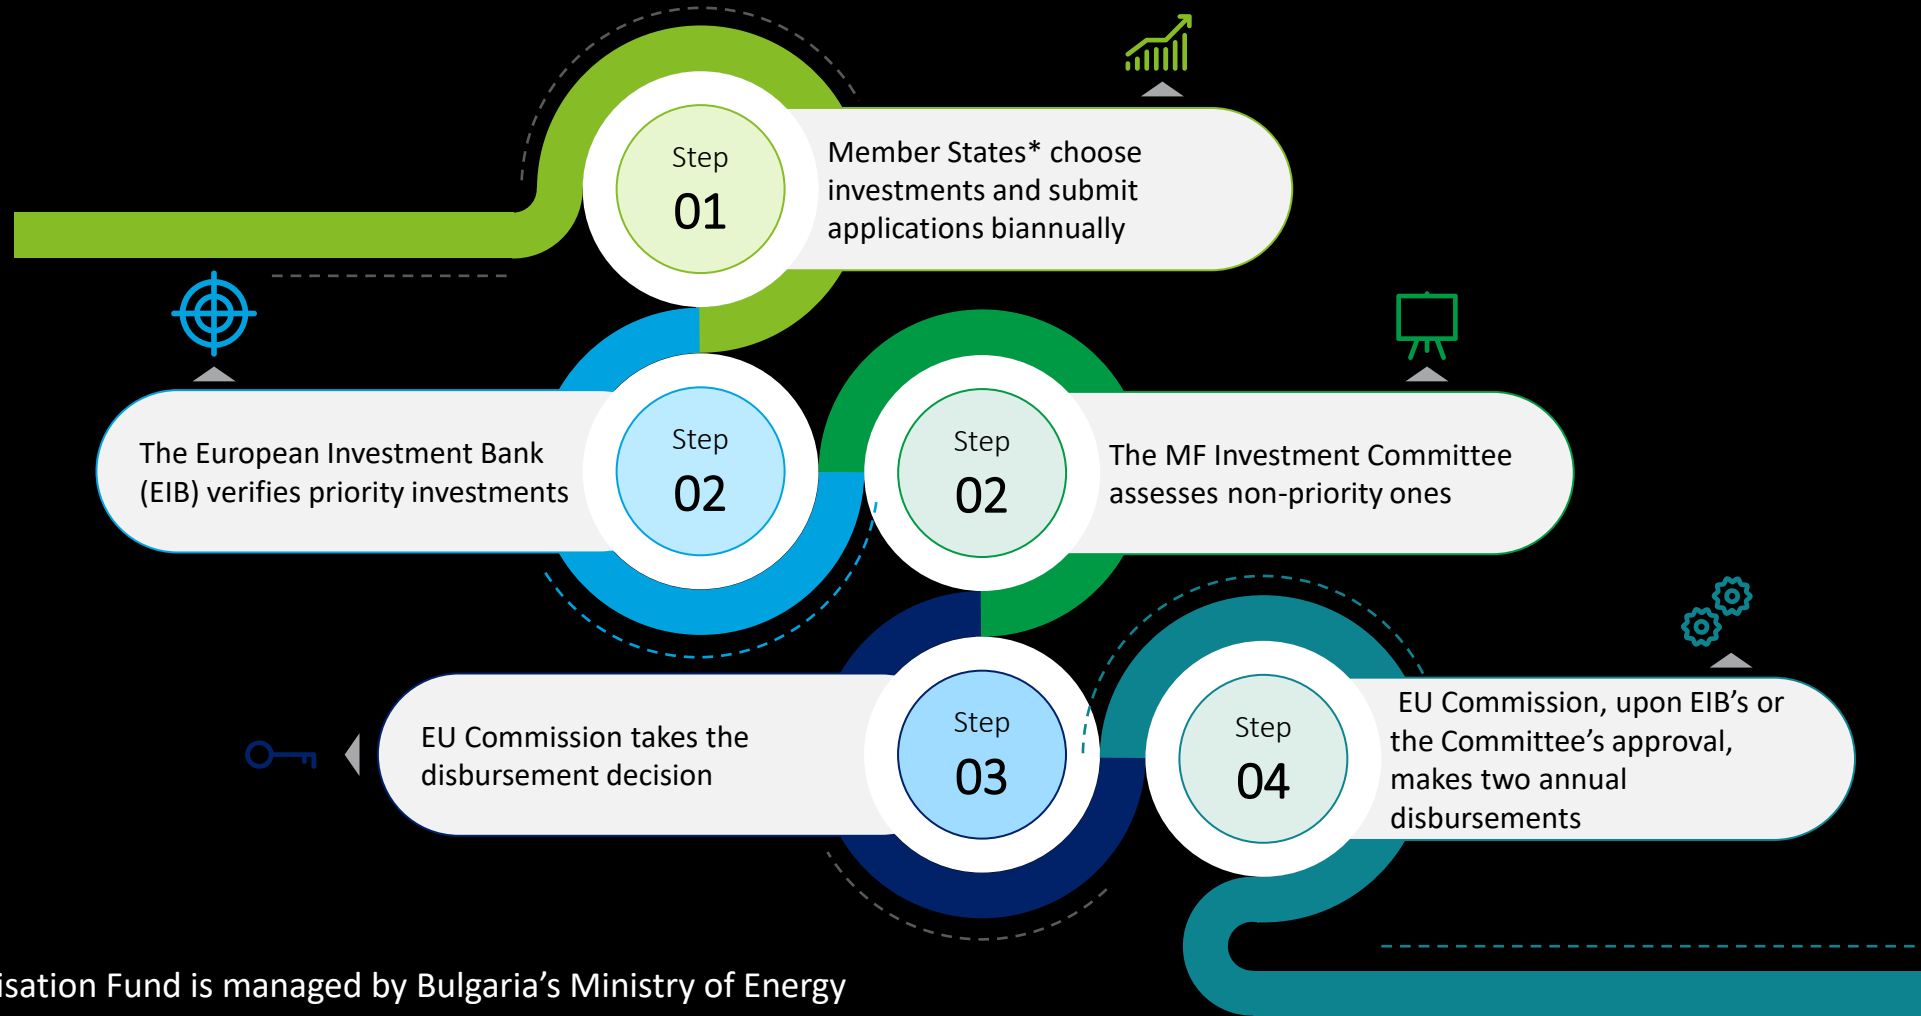 Step
01
Member States* choose
investments and submit
applications biannually
Step
02
The European Investment Bank
(EIB) verifies priority investments
Step
02
The MF Investment Committee
assesses non-priority ones
Step
03
EU Commission takes the
disbursement decision
Step
04
EU Commission, upon EIB’s or
the Committee’s approval,
makes two annual
disbursements
isation Fund is managed by Bulgaria’s Ministry of Energy